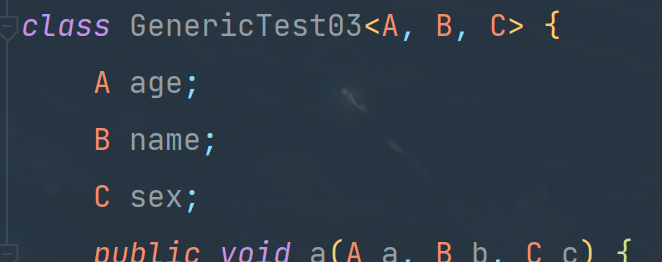 class GenericTest03<A, B, C> {
A age;
B name;
C sex;
public void a(A a, B b, C c) {